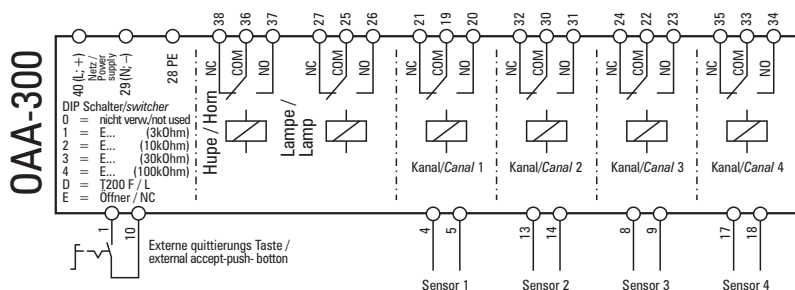 OAA-300
38 36 37 27 25 26 21 19 20 32 30 31 24 22 23 35 33 34
40 (L; +)
Netz /
Power
supply
29 (N; –)
28 PE
NC COM NO NC COM NO NC COM NO NC COM NO NC COM NO NC COM NO
DIP Schalter/switcher
0 = nicht verw./not used
1 = E... (3kOhm)
2 = E... (10kOhm)
3 = E... (30kOhm)
4 = E... (100kOhm)
D = T200 F / L
E = Öffner / NC
Hupe / Horn
Lampe /
Lamp
Kanal/Canal 1
Kanal/Canal 2
Kanal/Canal 3
Kanal/Canal 4
1 10
Externe quittierungs Taste /
external accept-push- botton
4 5 13 14 8 9 17 18
Sensor 1 Sensor 2 Sensor 3 Sensor 4